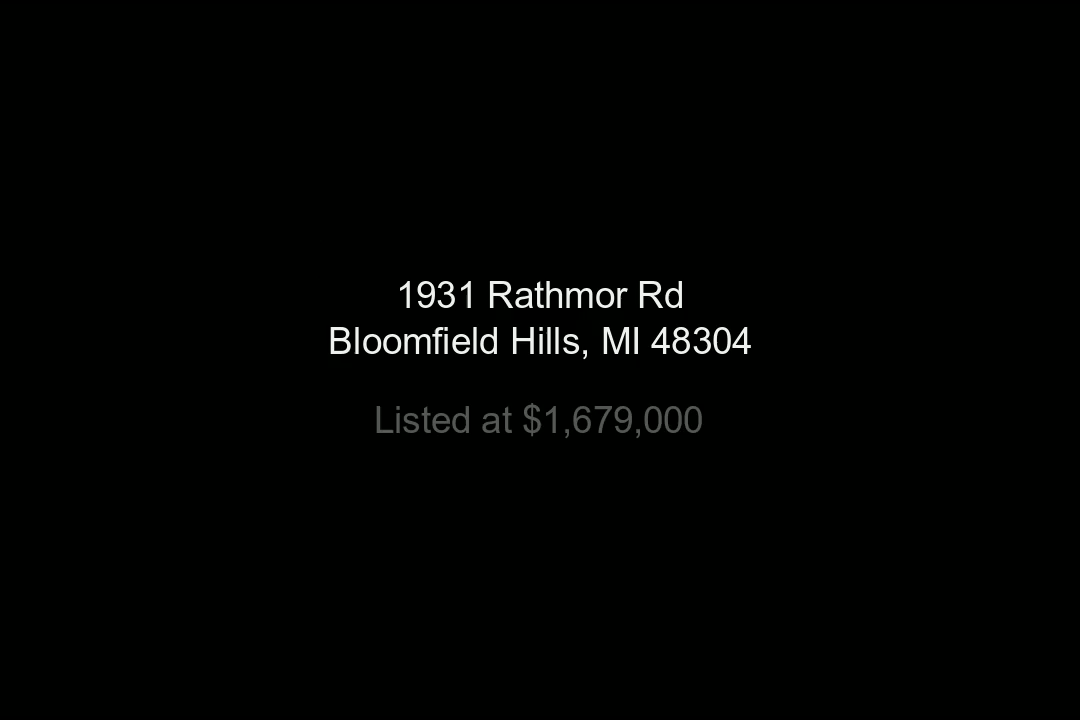 1931 Rathmor Rd
Bloomfield Hills, MI 48304
Listed at $1,679,000